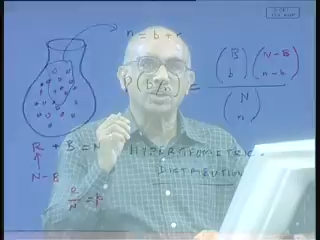 n = b + r
P(b/n) = (B b)(N-B n-b) / (N n)
R + B = N
N-B
R/N = p
HYPERGEOMETRIC
DISTRIBUTION